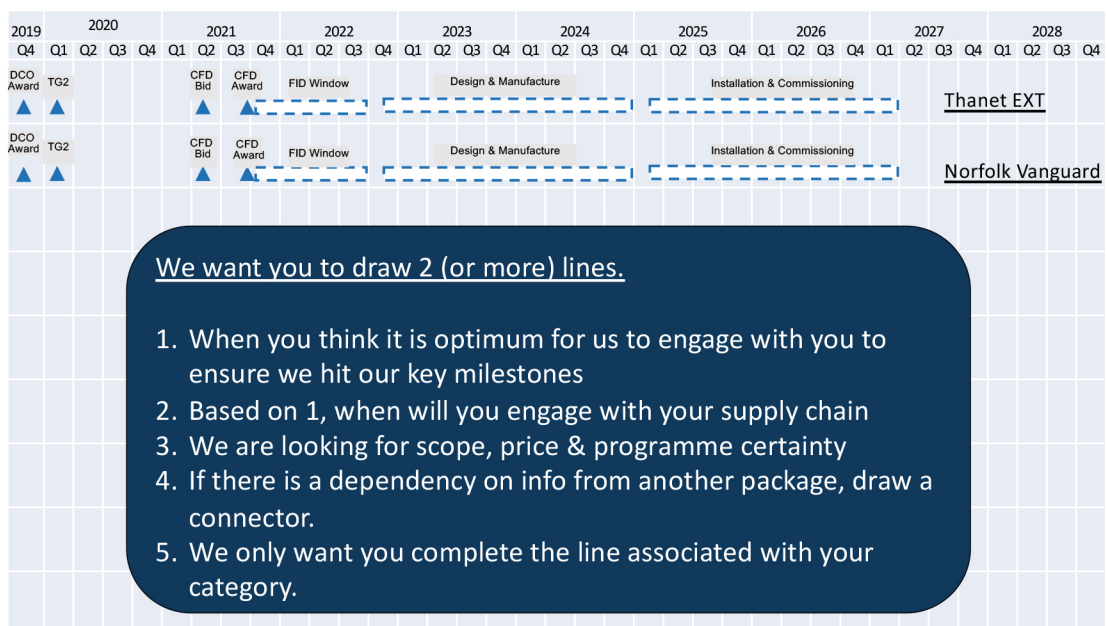 2019 2020 2021 2022 2023 2024 2025 2026 2027 2028
Q4 Q1 Q2 Q3 Q4 Q1 Q2 Q3 Q4 Q1 Q2 Q3 Q4 Q1 Q2 Q3 Q4 Q1 Q2 Q3 Q4 Q1 Q2 Q3 Q4 Q1 Q2 Q3 Q4 Q1 Q2 Q3 Q4 Q1 Q2 Q3 Q4
DCO Award TG2 CFD Bid CFD Award FID Window Design & Manufacture Installation & Commissioning
Thanet EXT
DCO Award TG2 CFD Bid CFD Award FID Window Design & Manufacture Installation & Commissioning
Norfolk Vanguard
We want you to draw 2 (or more) lines.
1. When you think it is optimum for us to engage with you to
ensure we hit our key milestones
2. Based on 1, when will you engage with your supply chain
3. We are looking for scope, price & programme certainty
4. If there is a dependency on info from another package, draw a
connector.
5. We only want you complete the line associated with your
category.